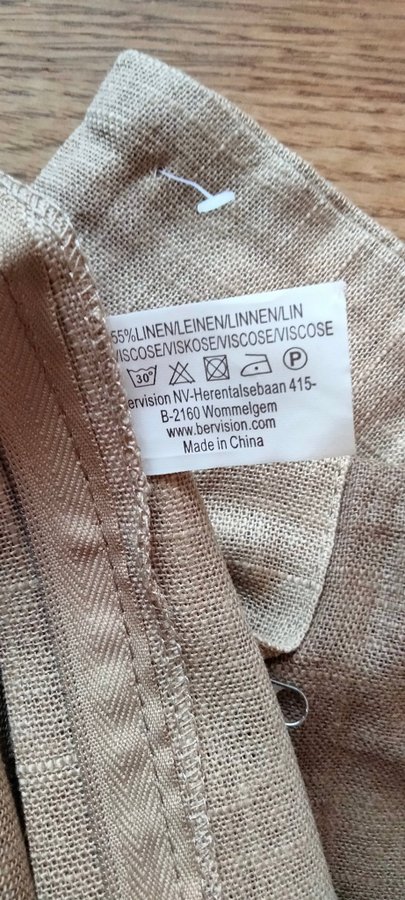 55%LINEN/LEINEN/LINNEN/LIN
VISCOSE/VISKOSE/VISCOSE/VISCOSE
30° P
ervision NV-Herentalsebaan 415-
B-2160 Wommelgem
www.bervision.com
Made in China